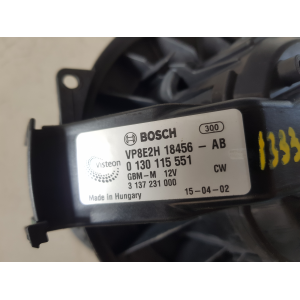 BOSCH
300
VP8E2H 18456 - AB
Visteon
0 130 115 551
GBM-M 12V CW
Made in Hungary
3 137 231 000
15-04-02
1333